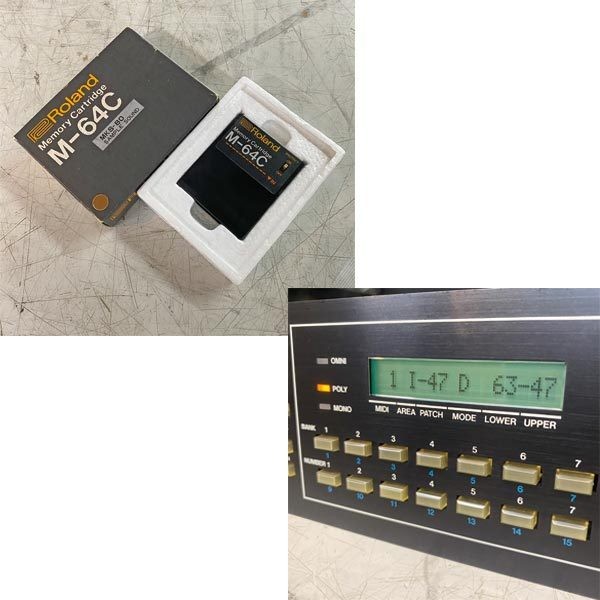 Roland
Memory Cartridge
M-64C
MKS-80
SAMPLE SOUND
Roland
Memory Cartridge
M-64C
OMNI
POLY
MONO
1 I-47 D 63-47
MIDI AREA PATCH MODE LOWER UPPER
BANK 1 2 3 4 5 6 7
1 2 3 4 5 6 7
NUMBER 1 2 3 4 5 6 7
9 10 11 12 13 14 15